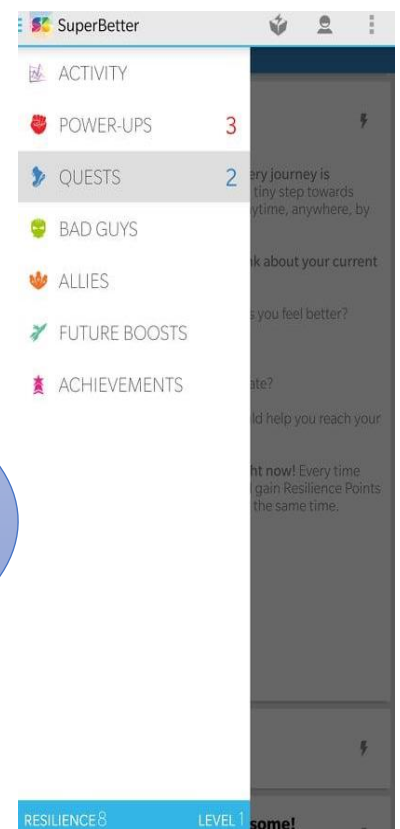 SuperBetter
ACTIVITY
POWER-UPS 3
QUESTS 2
BAD GUYS
ALLIES
FUTURE BOOSTS
ACHIEVEMENTS
ery journey is
tiny step towards
ytime, anywhere, by
k about your current
s you feel better?
ate?
ld help you reach your
ht now! Every time
gain Resilience Points
the same time.
RESILIENCE 8 LEVEL 1
some!